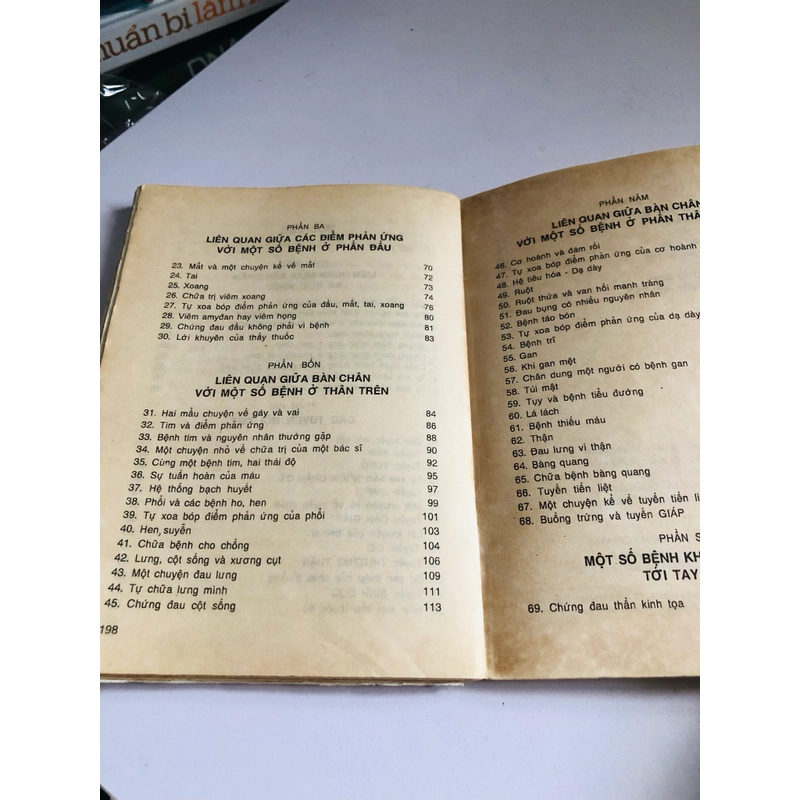 huẩn bị làm
DNA
PHẦN BA
LIÊN QUAN GIỮA CÁC ĐIỂM PHẢN ỨNG
VỚI MỘT SỐ BỆNH Ở PHẦN ĐẦU
23. Mắt và một chuyện kể về mắt 70
24. Tai 72
25. Xoang 73
26. Chữa trị viêm xoang 74
27. Tự xoa bóp điểm phản ứng của đầu, mắt, tai, xoang 76
28. Viêm amyđan hay viêm họng 80
29. Chứng đau đầu không phải vì bệnh 81
30. Lời khuyên của thầy thuốc 83
PHẦN BỐN
LIÊN QUAN GIỮA BÀN CHÂN
VỚI MỘT SỐ BỆNH Ở THÂN TRÊN
31. Hai mẩu chuyện về gáy và vai 84
32. Tim và điểm phản ứng 86
33. Bệnh tim và nguyên nhân thường gặp 88
34. Một chuyện nhỏ về chữa trị của một bác sĩ 90
35. Cùng một bệnh tim, hai thái độ 92
36. Sự tuần hoàn của máu 95
37. Hệ thống bạch huyết 97
38. Phổi và các bệnh ho, hen 99
39. Tự xoa bóp điểm phản ứng của phổi 101
40. Hen, suyễn 103
41. Chữa bệnh cho chồng 104
42. Lưng, cột sống và xương cụt 106
43. Một chuyện đau lưng 109
44. Tự chữa lưng mình 111
45. Chứng đau cột sống 113
198
PHẦN NĂM
LIÊN QUAN GIỮA BÀN CHÂN
VỚI MỘT SỐ BỆNH Ở PHẦN THÂ
46. Cơ hoành và đám rối
47. Tự xoa bóp điểm phản ứng của cơ hoành
48. Hệ tiêu hóa - Dạ dày
49. Ruột
50. Ruột thừa và van hồi manh tràng
51. Đau bụng có nhiều nguyên nhân
52. Bệnh táo bón
53. Tự xoa bóp điểm phản ứng của dạ dày
54. Bệnh trĩ
55. Gan
56. Khi gan mệt
57. Chân dung một người có bệnh gan
58. Túi mật
59. Tụy và bệnh tiểu đường
60. Lá lách
61. Bệnh thiếu máu
62. Thận
63. Đau lưng vì thận
64. Bàng quang
65. Chữa bệnh bàng quang
66. Tuyến tiền liệt
67. Một chuyện kể về tuyến tiền li
68. Buồng trứng và tuyến GIÁP
PHẦN S
MỘT SỐ BỆNH KH
TỚI TAY
69. Chứng đau thần kinh tọa